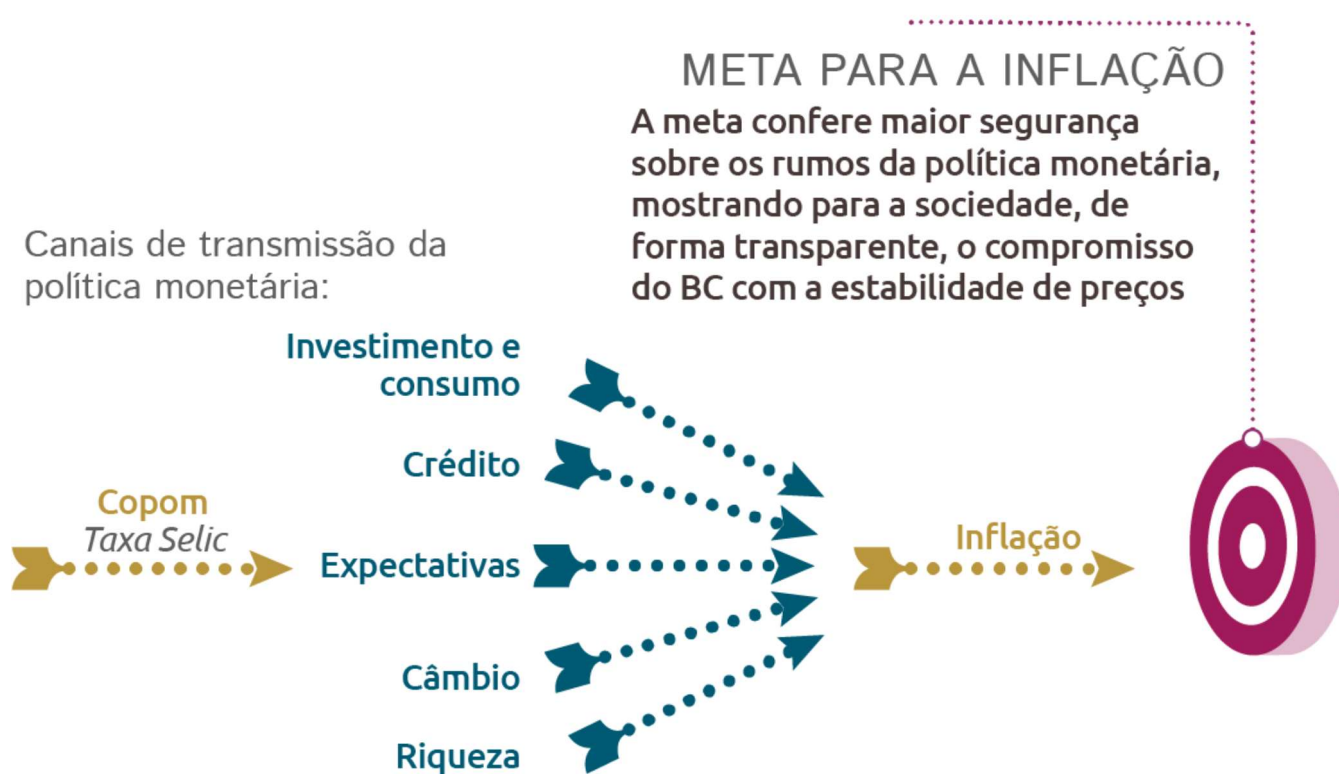 META PARA A INFLAÇÃO
A meta confere maior segurança
sobre os rumos da política monetária,
mostrando para a sociedade, de
forma transparente, o compromisso
do BC com a estabilidade de preços
Canais de transmissão da
política monetária:
Investimento e
consumo
Crédito
Copom
Taxa Selic
Expectativas
Inflação
Câmbio
Riqueza